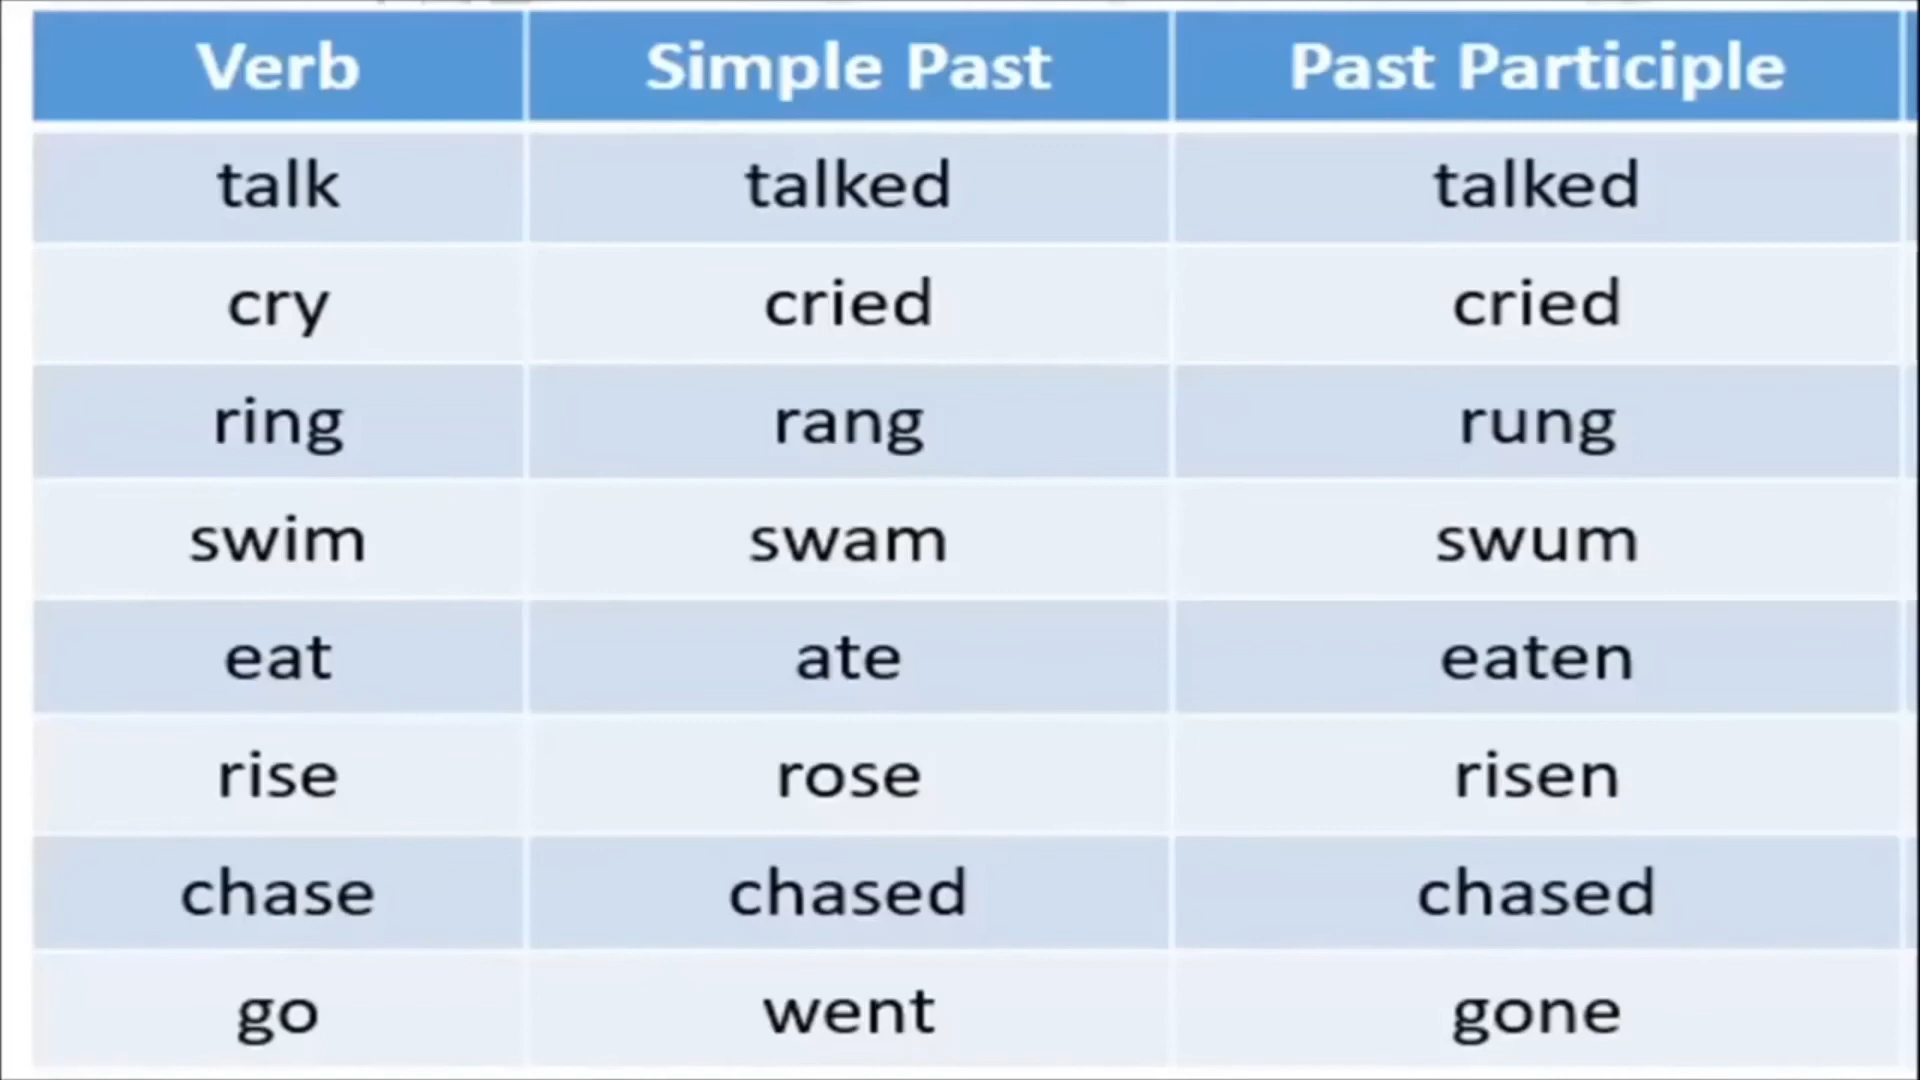 Verb Simple Past Past Participle
talk talked talked
cry cried cried
ring rang rung
swim swam swum
eat ate eaten
rise rose risen
chase chased chased
go went gone